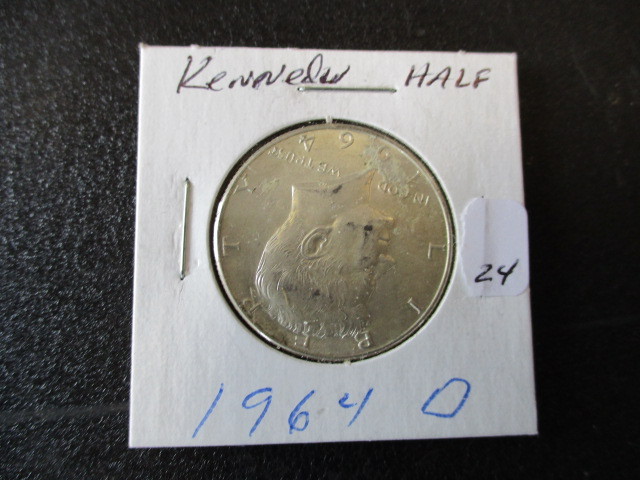 Kennedy HALF
LIBERTY
IN GOD WE TRUST
1964
24
1964 D